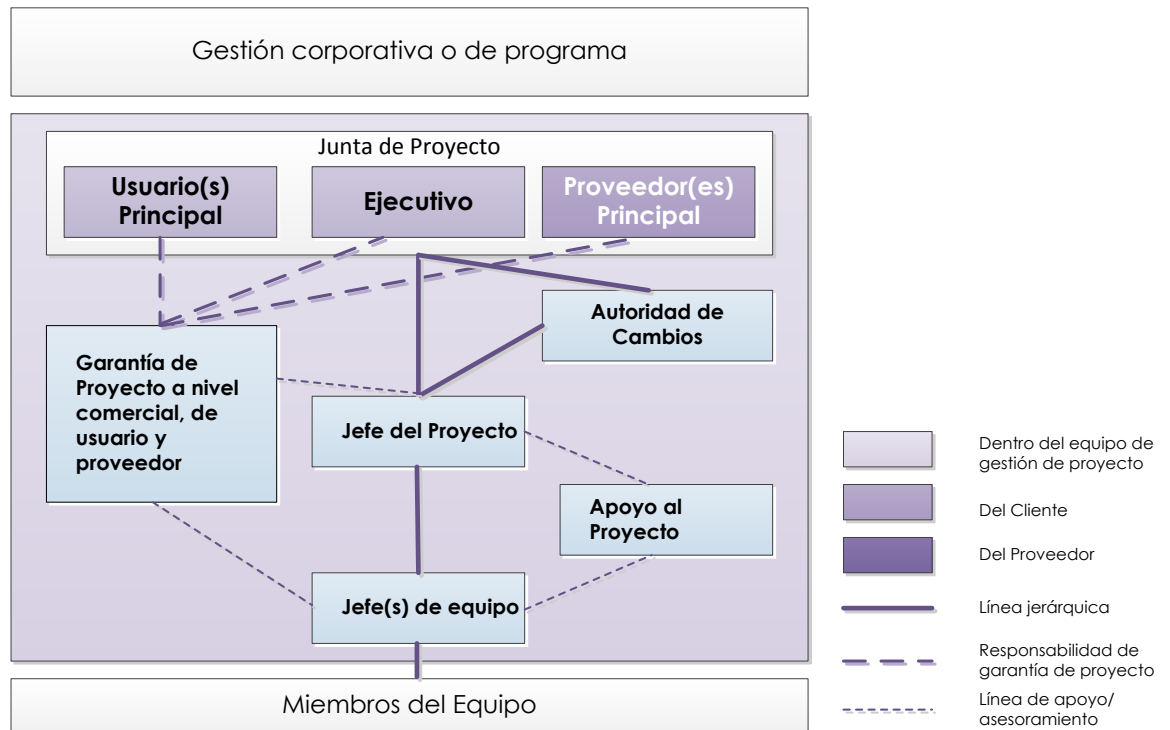 Gestión corporativa o de programa
Junta de Proyecto
Usuario(s)
Principal
Ejecutivo
Proveedor(es)
Principal
Autoridad de
Cambios
Garantía de
Proyecto a nivel
comercial, de
usuario y
proveedor
Jefe del Proyecto
Apoyo al
Proyecto
Jefe(s) de equipo
Miembros del Equipo
Dentro del equipo de
gestión de proyecto
Del Cliente
Del Proveedor
Línea jerárquica
Responsabilidad de
garantía de proyecto
Línea de apoyo/
asesoramiento